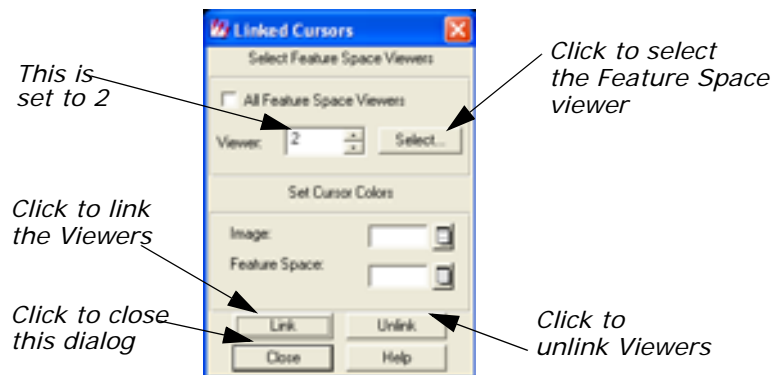 Linked Cursors
Select Feature Space Viewers
This is
set to 2
Click to select
the Feature Space
viewer
All Feature Space Viewers
Viewer: 2 Select...
Set Cursor Colors
Click to link
the Viewers
Image:
Feature Space:
Click to close
this dialog
Link Unlink
Close Help
Click to
unlink Viewers